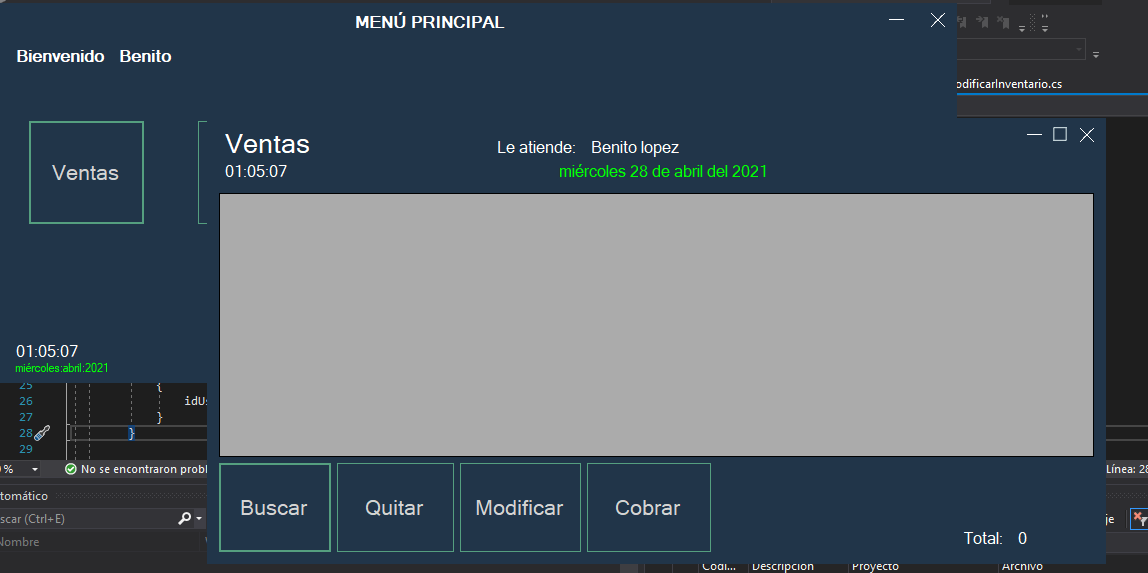 MENÚ PRINCIPAL
Bienvenido Benito
odificarInventario.cs
Ventas
Ventas
Le atiende: Benito lopez
01:05:07
miércoles 28 de abril del 2021
01:05:07
miércoles:abril:2021
25 {
26 idUs
27 }
28 }
29
%
No se encontraron probl
Línea: 28
Buscar
Quitar
Modificar
Cobrar
tomático
scar (Ctrl+E)
je
Nombre
Total: 0
Códi...
Descripción
Proyecto
Archivo